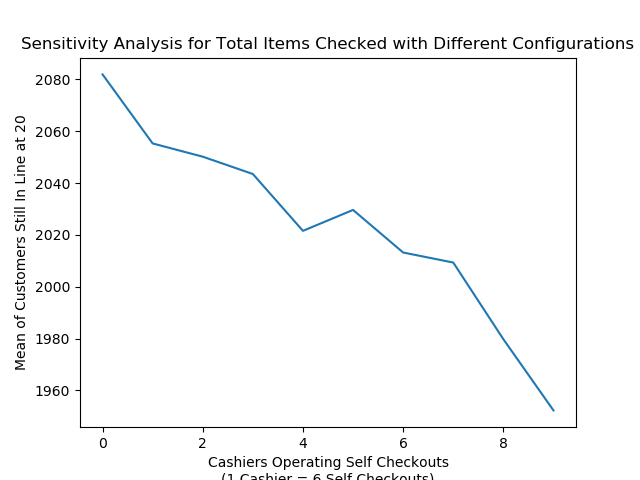 Sensitivity Analysis for Total Items Checked with Different Configurations
Mean of Customers Still In Line at 20
2080
2060
2040
2020
2000
1980
1960
0 2 4 6 8
Cashiers Operating Self Checkouts
(1 Cashier = 6 Self Checkouts)